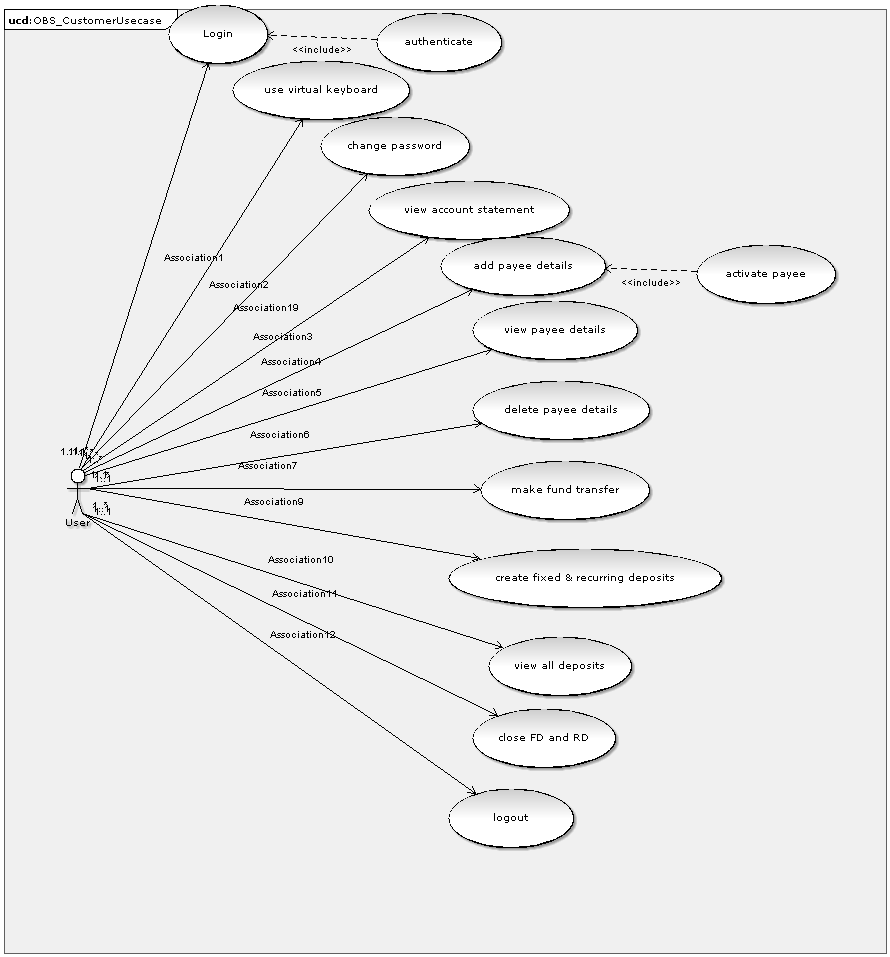 ucd:OBS_CustomerUsecase
Login
<<include>>
authenticate
use virtual keyboard
change password
view account statement
Association1
add payee details
<<include>>
activate payee
Association2
Association19
view payee details
Association3
Association4
Association5
delete payee details
Association6
Association7
make fund transfer
Association9
User
Association10
create fixed & recurring deposits
Association11
Association12
view all deposits
close FD and RD
logout